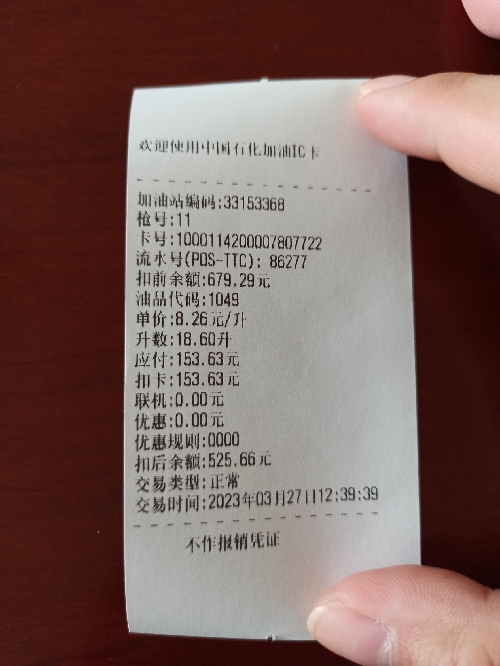 欢迎使用中国石化加油IC卡
加油站编码:33153368
枪号:11
卡号:1000114200007807722
流水号(POS-TTC): 86277
扣前余额:679.29元
油品代码:1049
单价:8.26元/升
升数:18.60升
应付:153.63元
扣卡:153.63元
联机:0.00元
优惠:0.00元
优惠规则:0000
扣后余额:525.66元
交易类型:正常
交易时间:2023年03月27日12:39:39
不作报销凭证